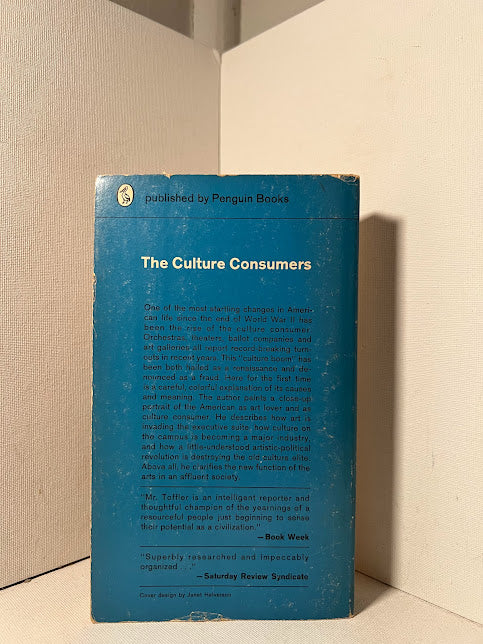 published by Penguin Books
The Culture Consumers
One of the most startling changes in Ameri-
can life since the end of World War II has
been the rise of the culture consumer.
Orchestras, theaters, ballet companies and
art galleries all report record-breaking turn-
outs in recent years. This "culture boom" has
been both hailed as a renaissance and de-
nounced as a fraud. Here for the first time
is a careful, colorful explanation of its causes
and meaning. The author paints a close-up
portrait of the American as art lover and as
culture consumer. He describes how art is
invading the executive suite, how culture on
the campus is becoming a major industry,
and how a little-understood artistic-political
revolution is destroying the old culture elite.
Above all, he clarifies the new function of the
arts in an affluent society.
"Mr. Toffler is an intelligent reporter and
thoughtful champion of the yearnings of a
resourceful people just beginning to sense
their potential as a civilization."
—Book Week
"Superbly researched and impeccably
organized . . ."
—Saturday Review Syndicate
Cover design by Janet Halverson